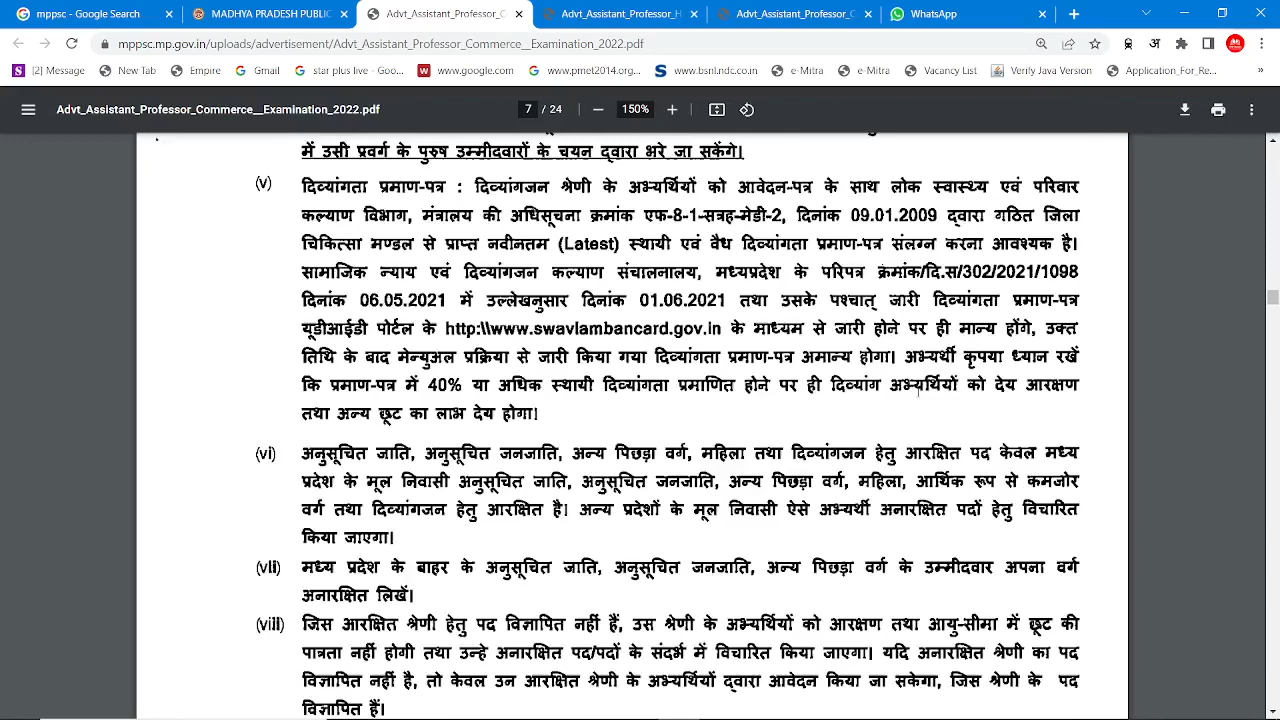 mppsc - Google Search
MADHYA PRADESH PUBLIC
Advt_Assistant_Professor_C
Advt_Assistant_Professor_H
Advt_Assistant_Professor_C
WhatsApp
mppsc.mp.gov.in/uploads/advertisement/Advt_Assistant_Professor_Commerce__Examination_2022.pdf
[2] Message
New Tab
Empire
Gmail
star plus live - Goo...
www.google.com
www.pmet2014.org...
www.bsnl.ndc.co.in
e-Mitra
e-Mitra
Vacancy List
Verify Java Version
Application_For_Re...
»
Advt_Assistant_Professor_Commerce__Examination_2022.pdf
7 / 24
150%
में उसी प्रवर्ग के पुरुष उम्मीदवारों के चयन द्वारा भरे जा सकेंगे।
(v) दिव्यांगता प्रमाण-पत्र : दिव्यांगजन श्रेणी के अभ्यर्थियों को आवेदन-पत्र के साथ लोक स्वास्थ्य एवं परिवार
कल्याण विभाग, मंत्रालय की अधिसूचना क्रमांक एफ-8-1-सत्रह-मेडी-2, दिनांक 09.01.2009 द्वारा गठित जिला
चिकित्सा मण्डल से प्राप्त नवीनतम (Latest) स्थायी एवं वैध दिव्यांगता प्रमाण-पत्र संलग्न करना आवश्यक है।
सामाजिक न्याय एवं दिव्यांगजन कल्याण संचालनालय, मध्यप्रदेश के परिपत्र क्रमांक/दि.स/302/2021/1098
दिनांक 06.05.2021 में उल्लेखनुसार दिनांक 01.06.2021 तथा उसके पश्चात् जारी दिव्यांगता प्रमाण-पत्र
यूडीआईडी पोर्टल के http:\\www.swavlambancard.gov.in के माध्यम से जारी होने पर ही मान्य होंगे, उक्त
तिथि के बाद मेन्युअल प्रक्रिया से जारी किया गया दिव्यांगता प्रमाण-पत्र अमान्य होगा। अभ्यर्थी कृपया ध्यान रखें
कि प्रमाण-पत्र में 40% या अधिक स्थायी दिव्यांगता प्रमाणित होने पर ही दिव्यांग अभ्यर्थियों को देय आरक्षण
तथा अन्य छूट का लाभ देय होगा।
(vi) अनुसूचित जाति, अनुसूचित जनजाति, अन्य पिछड़ा वर्ग, महिला तथा दिव्यांगजन हेतु आरक्षित पद केवल मध्य
प्रदेश के मूल निवासी अनुसूचित जाति, अनुसूचित जनजाति, अन्य पिछड़ा वर्ग, महिला, आर्थिक रूप से कमजोर
वर्ग तथा दिव्यांगजन हेतु आरक्षित है। अन्य प्रदेशों के मूल निवासी ऐसे अभ्यर्थी अनारक्षित पदों हेतु विचारित
किया जाएगा।
(vii) मध्य प्रदेश के बाहर के अनुसूचित जाति, अनुसूचित जनजाति, अन्य पिछड़ा वर्ग के उम्मीदवार अपना वर्ग
अनारक्षित लिखें।
(viii) जिस आरक्षित श्रेणी हेतु पद विज्ञापित नहीं हैं, उस श्रेणी के अभ्यर्थियों को आरक्षण तथा आयु-सीमा में छूट की
पात्रता नहीं होगी तथा उन्हे अनारक्षित पद/पदों के संदर्भ में विचारित किया जाएगा। यदि अनारक्षित श्रेणी का पद
विज्ञापित नहीं है, तो केवल उन आरक्षित श्रेणी के अभ्यर्थियों द्वारा आवेदन किया जा सकेगा, जिस श्रेणी के पद
विज्ञापित हैं।